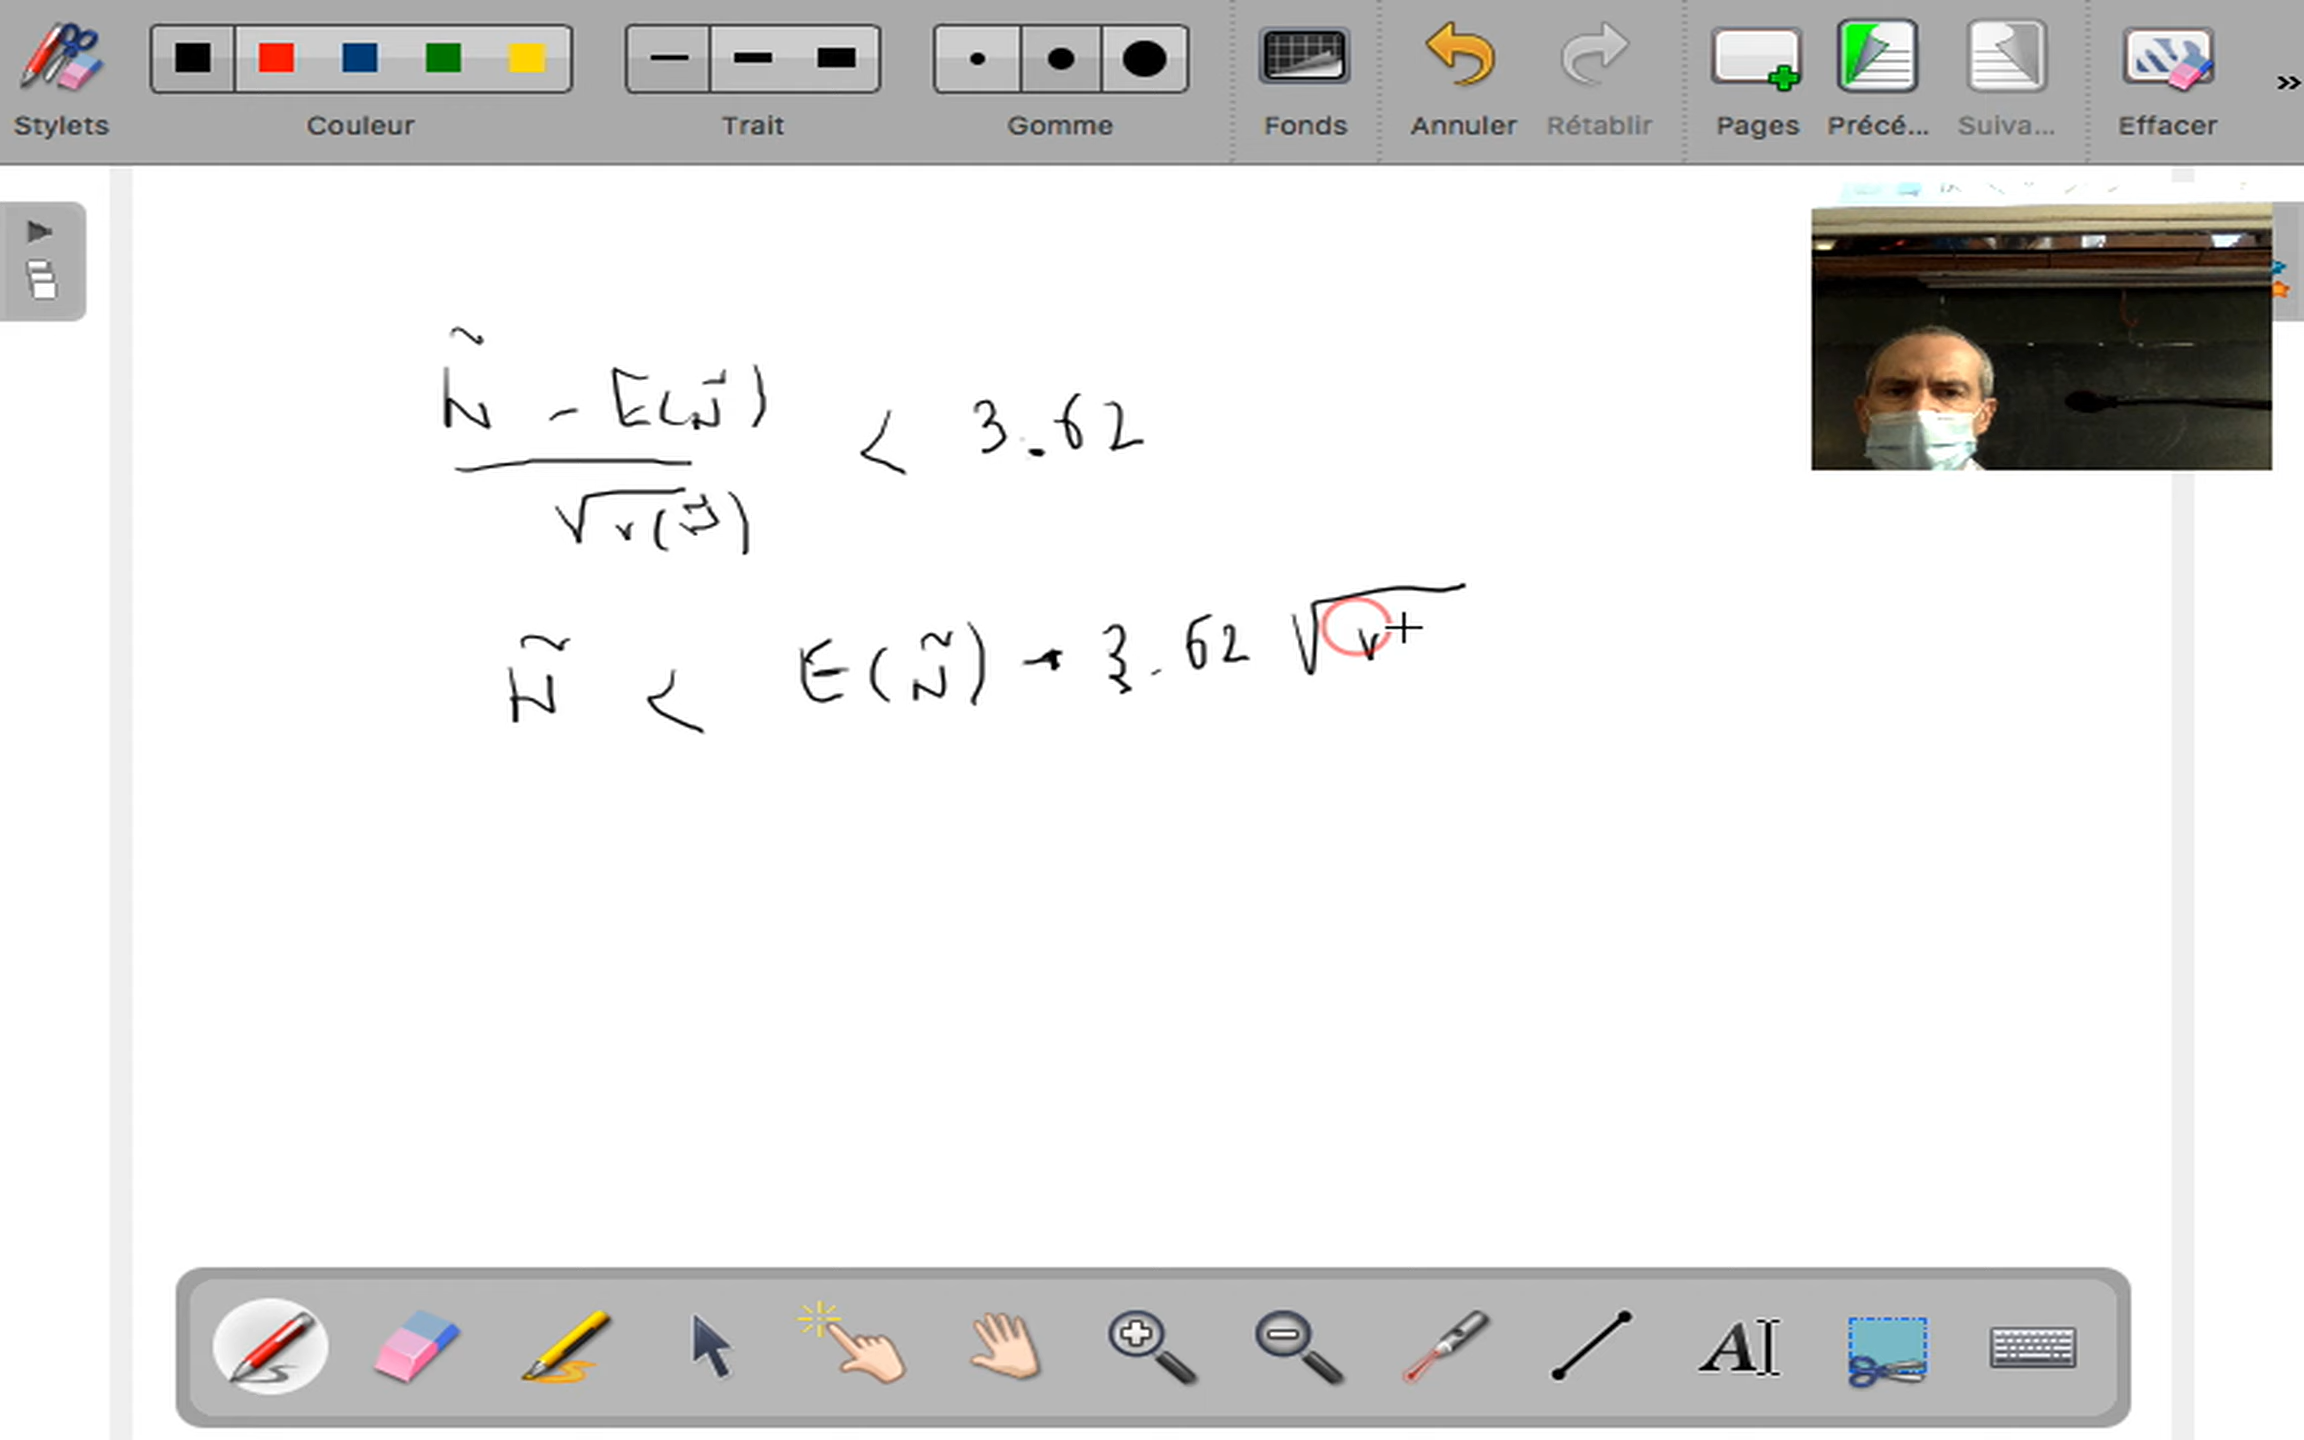 Stylets Couleur Trait Gomme Fonds Annuler Rétablir Pages Précé... Suiva... Effacer »
Ñ - E(Ñ)
< 3.62
√v(Ñ)
Ñ < E(Ñ) + 3.62 √v